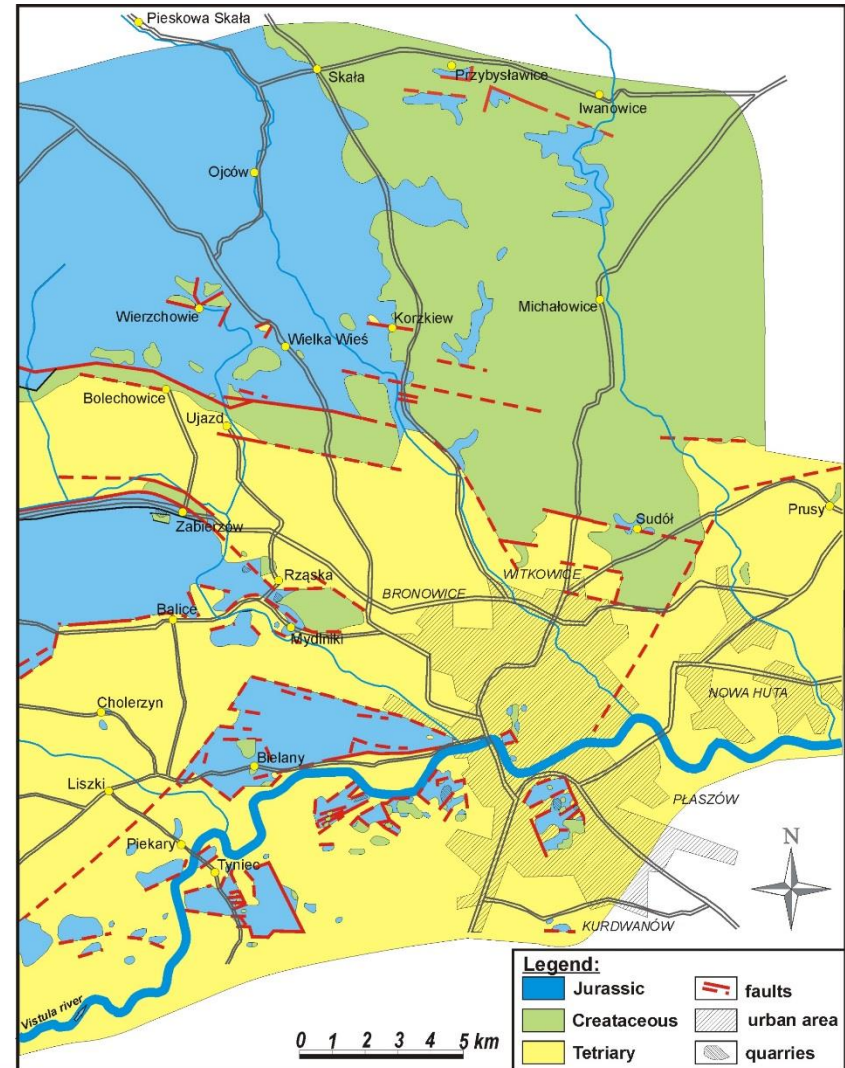 Pieskowa Skała
Skała
Przybysławice
Iwanowice
Ojców
Wierzchowie
Korzkiew
Michałowice
Wielka Wieś
Bolechowice
Ujazd
Zabierzów
Sudół
Prusy
Rząska
BRONOWICE
WITKOWICE
Balice
Mydlniki
Cholerzyn
NOWA HUTA
Bielany
Liszki
PŁASZÓW
Piekary
Tyniec
N
KURDWANÓW
Vistula river
0 1 2 3 4 5 km
Legend:
Jurassic
faults
Creataceous
urban area
Tetriary
quarries